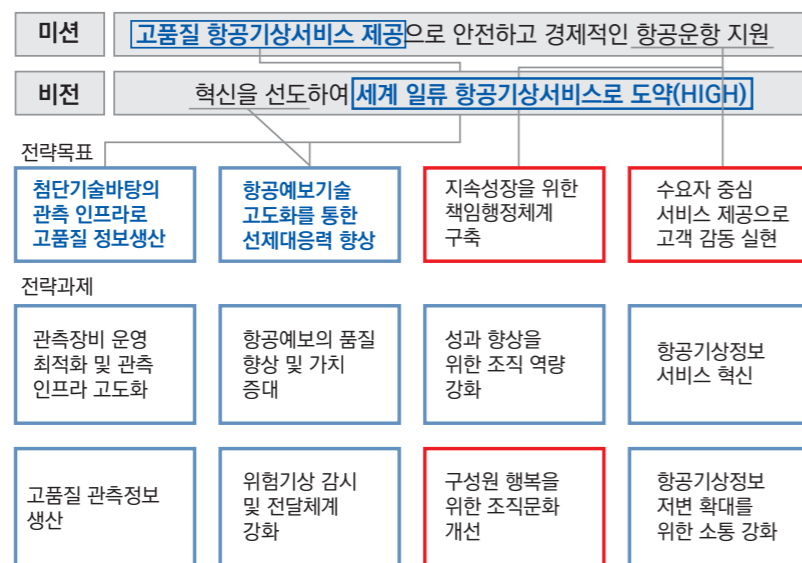 미션
고품질 항공기상서비스 제공으로 안전하고 경제적인 항공운항 지원
비전
혁신을 선도하여 세계 일류 항공기상서비스로 도약(HIGH)
전략목표
첨단기술바탕의
관측 인프라로
고품질 정보생산
항공예보기술
고도화를 통한
선제대응력 향상
지속성장을 위한
책임행정체계
구축
수요자 중심
서비스 제공으로
고객 감동 실현
전략과제
관측장비 운영
최적화 및 관측
인프라 고도화
항공예보의 품질
향상 및 가치
증대
성과 향상을
위한 조직 역량
강화
항공기상정보
서비스 혁신
고품질 관측정보
생산
위험기상 감시
및 전달체계
강화
구성원 행복을
위한 조직문화
개선
항공기상정보
저변 확대를
위한 소통 강화